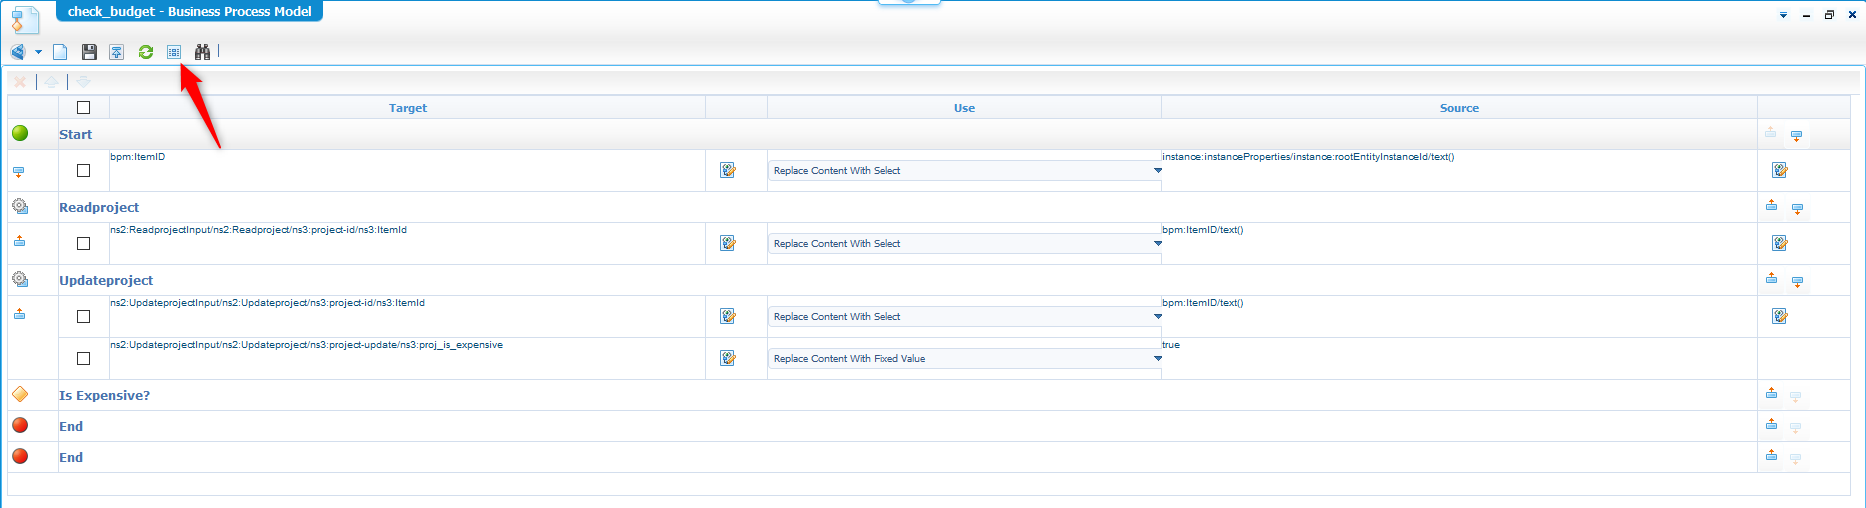 check_budget - Business Process Model
Target Use Source
Start
bpm:ItemID Replace Content With Select instance:instanceProperties/instance:rootEntityInstanceId/text()
Readproject
ns2:ReadprojectInput/ns2:Readproject/ns3:project-id/ns3:ItemId Replace Content With Select bpm:ItemID/text()
Updateproject
ns2:UpdateprojectInput/ns2:Updateproject/ns3:project-id/ns3:ItemId Replace Content With Select bpm:ItemID/text()
ns2:UpdateprojectInput/ns2:Updateproject/ns3:project-update/ns3:proj_is_expensive Replace Content With Fixed Value true
Is Expensive?
End
End